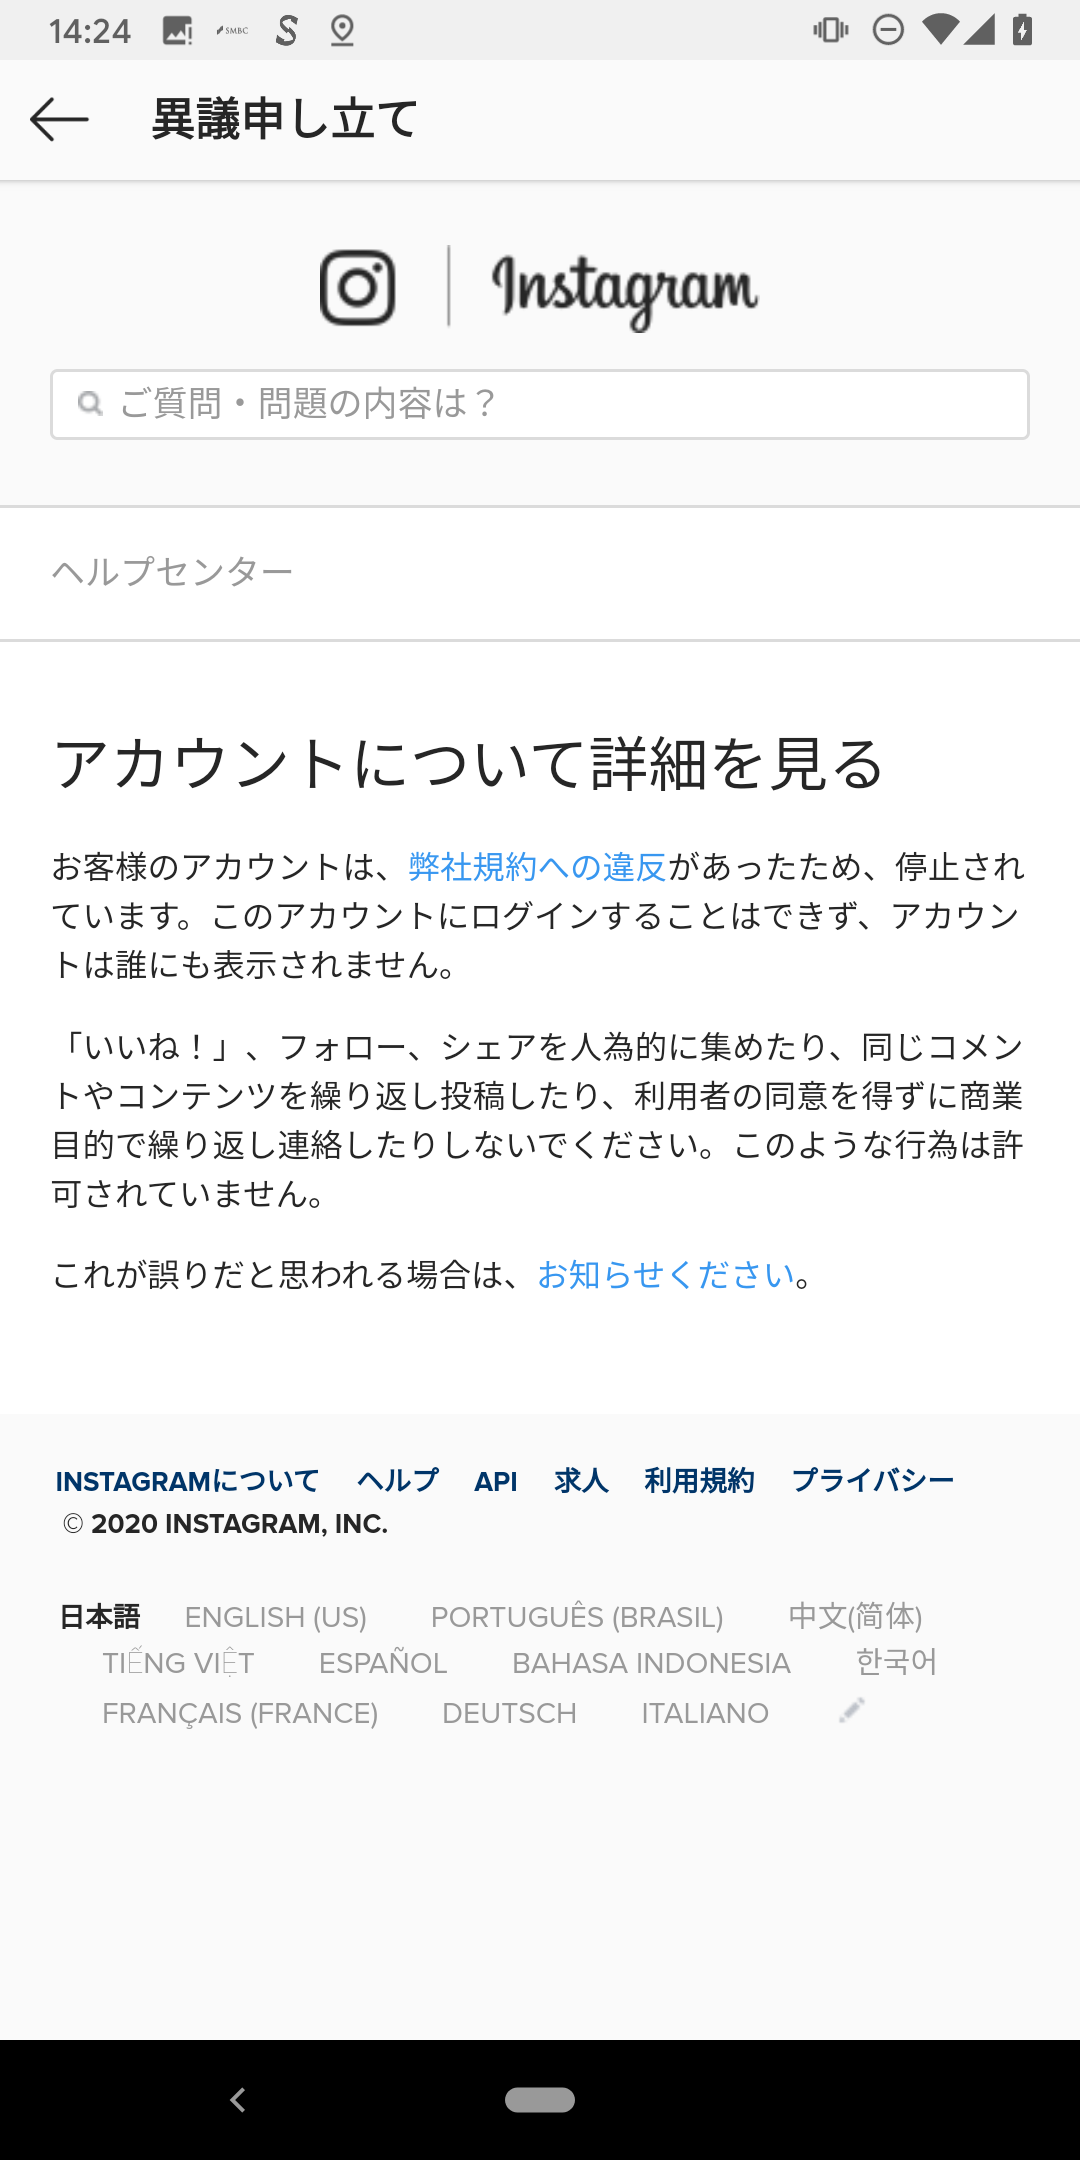 14:24
SMBC
異議申し立て
Instagram
ご質問・問題の内容は？
ヘルプセンター
アカウントについて詳細を見る
お客様のアカウントは、弊社規約への違反があったため、停止され
ています。このアカウントにログインすることはできず、アカウン
トは誰にも表示されません。
「いいね！」、フォロー、シェアを人為的に集めたり、同じコメン
トやコンテンツを繰り返し投稿したり、利用者の同意を得ずに商業
目的で繰り返し連絡したりしないでください。このような行為は許
可されていません。
これが誤りだと思われる場合は、お知らせください。
INSTAGRAMについて ヘルプ API 求人 利用規約 プライバシー
© 2020 INSTAGRAM, INC.
日本語 ENGLISH (US) PORTUGUÊS (BRASIL) 中文(简体)
TIẾNG VIỆT ESPAÑOL BAHASA INDONESIA 한국어
FRANÇAIS (FRANCE) DEUTSCH ITALIANO